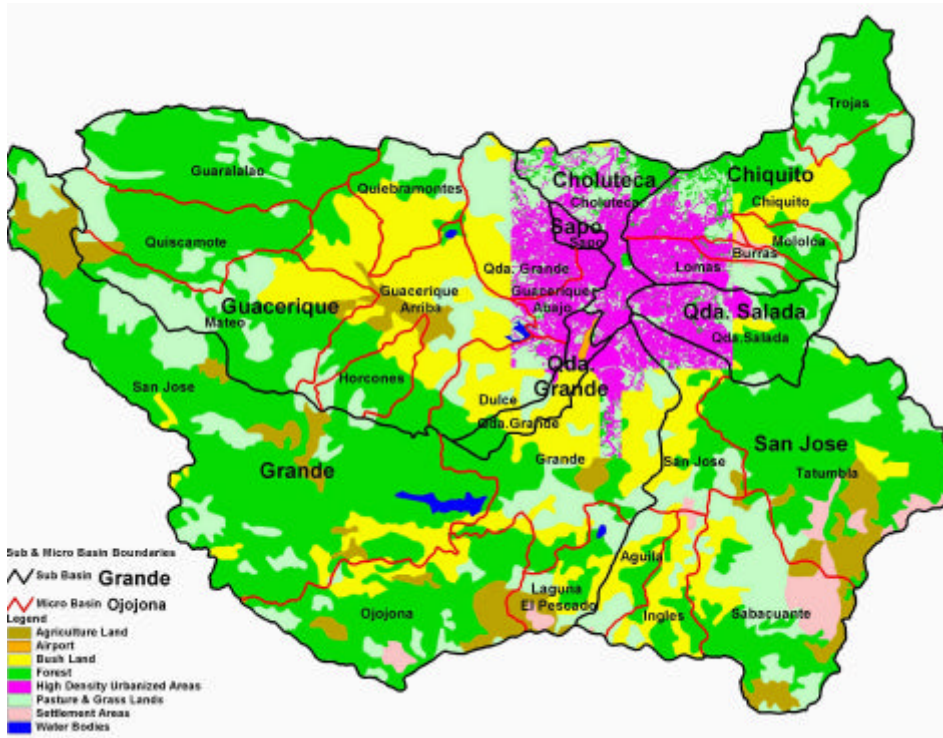 Trojas
Guaralalao
Quiebramontes
Choluteca
Choluteca
Chiquito
Chiquito
Sapo
Sapo
Mololoa
Burras
Quiscamote
Qda. Grande
Lomas
Guacerique
Guacerique
Arriba
Guacerique
Abajo
Qda. Salada
Qda.Salada
Mateo
San Jose
Horcones
Qda.
Grande
Dulce
Qda.Grande
Grande
Grande
San Jose
San Jose
Tatumbla
Aguila
Laguna
El Pescado
Ojojona
Ingles
Sabacuante
Sub & Micro Basin Boundaries
Sub Basin Grande
Micro Basin Ojojona
Legend
Agriculture Land
Airport
Bush Land
Forest
High Density Urbanized Areas
Pasture & Grass Lands
Settlement Areas
Water Bodies